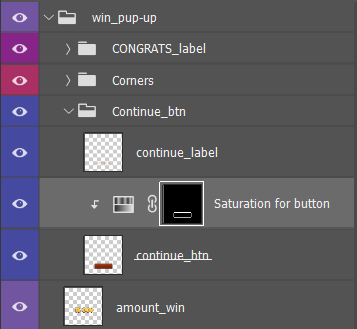 win_pup-up
CONGRATS_label
Corners
Continue_btn
continue_label
Saturation for button
continue_btn
amount_win